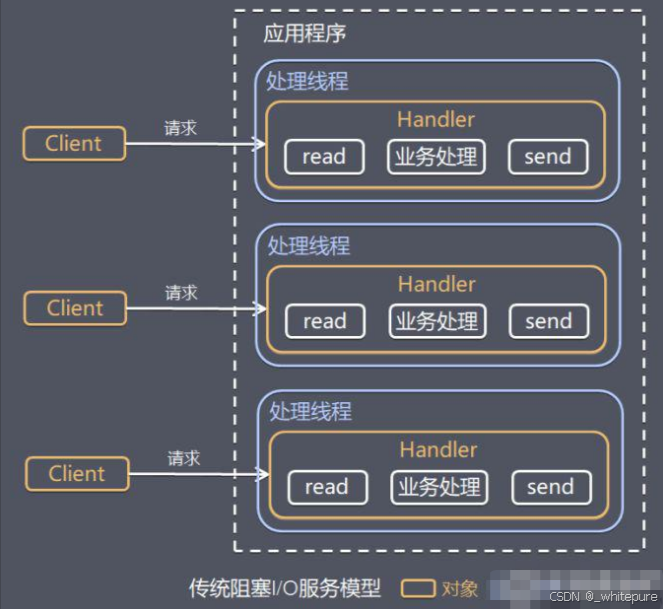 应用程序
处理线程
Handler
Client
请求
read
业务处理
send
处理线程
Handler
Client
请求
read
业务处理
send
处理线程
Handler
Client
请求
read
业务处理
send
传统阻塞I/O服务模型
对象
CSDN @_whitepure